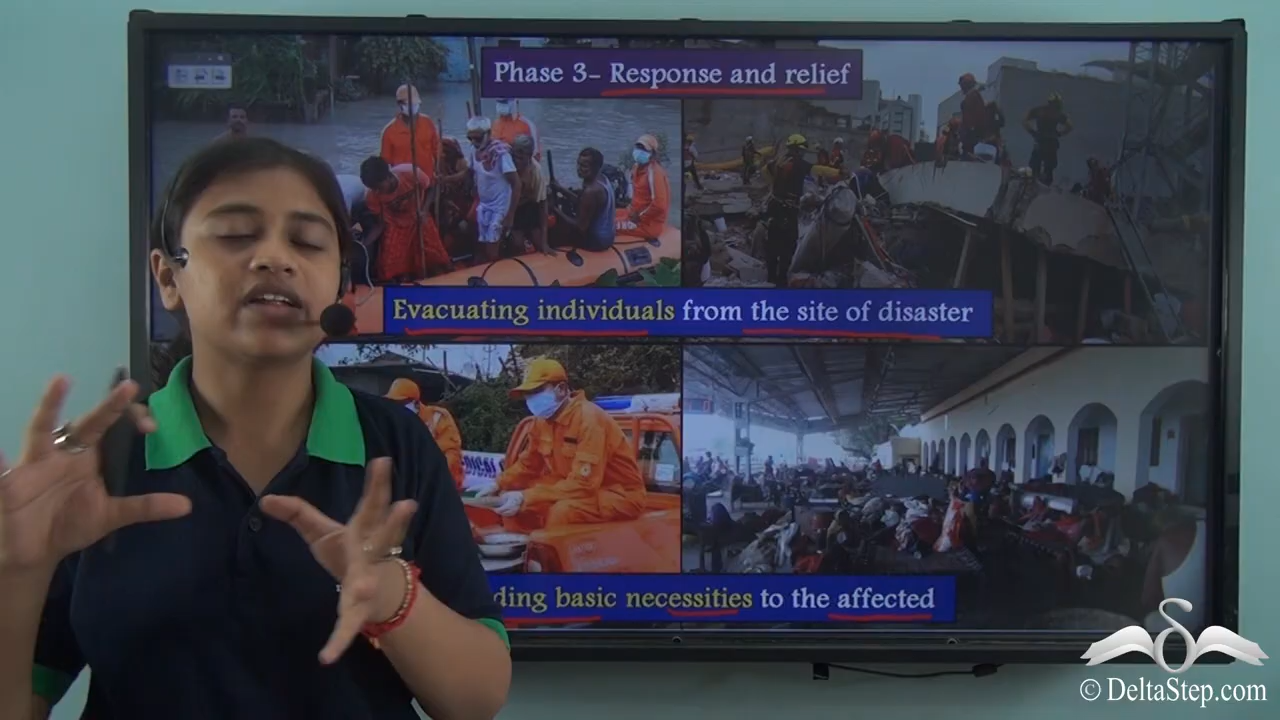 Phase 3- Response and relief
Evacuating individuals from the site of disaster
ding basic necessities to the affected
© DeltaStep.com